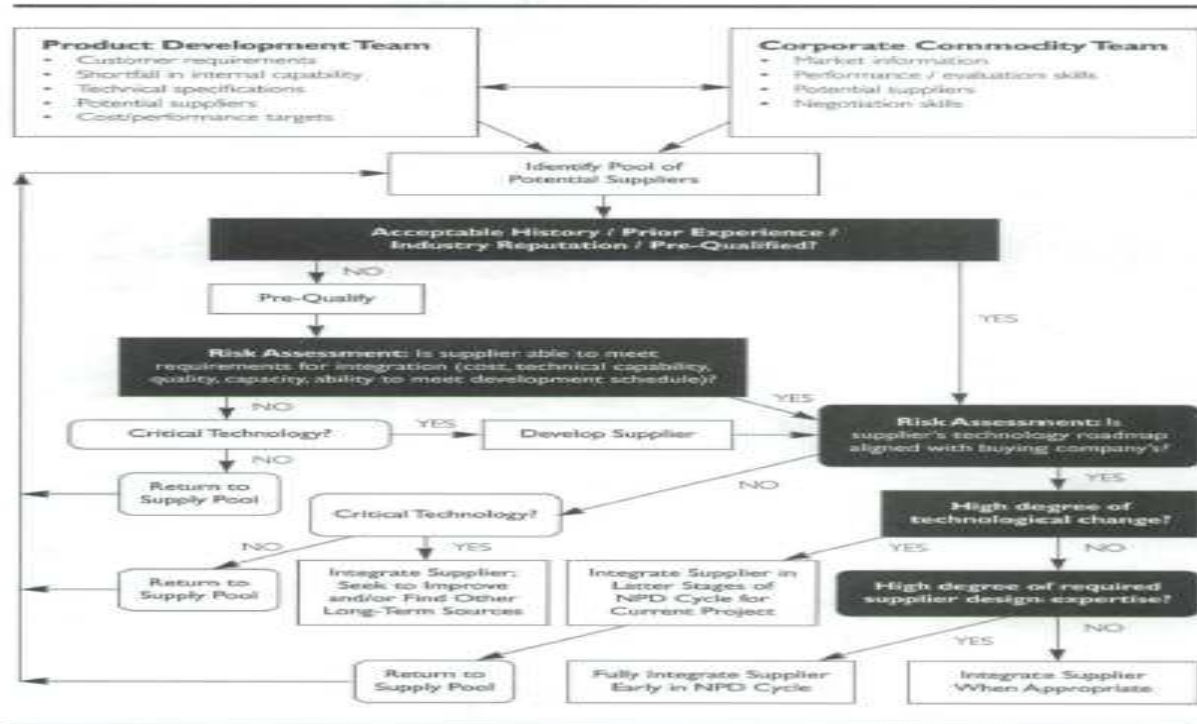 Product Development Team
• Customer requirements
• Shortfall in internal capability
• Technical specifications
• Potential suppliers
• Cost/performance targets
Corporate Commodity Team
• Market information
• Performance / evaluation skills
• Potential suppliers
• Negotiation skills
Identify Pool of
Potential Suppliers
Acceptable History / Prior Experience /
Industry Reputation / Pre-Qualified?
NO
Pre-Qualify
YES
Risk Assessment: Is supplier able to meet
requirements for integration (cost, technical capability,
quality, capacity, ability to meet development schedule)?
NO
YES
Critical Technology?
YES
Develop Supplier
Risk Assessment: Is
supplier's technology roadmap
aligned with buying company's?
NO
Return to
Supply Pool
NO
YES
Critical Technology?
High degree of
technological change?
NO
YES
YES
NO
Return to
Supply Pool
Integrate Supplier:
Seek to Improve
and/or Find Other
Long-Term Sources
Integrate Supplier in
Latter Stages of
NPD Cycle for
Current Project
High degree of required
supplier design expertise?
YES
NO
Return to
Supply Pool
Fully Integrate Supplier
Early in NPD Cycle
Integrate Supplier
When Appropriate